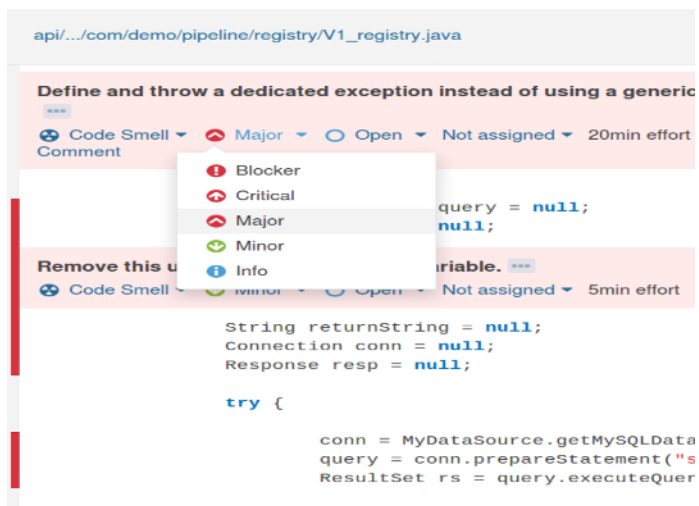 api/.../com/demo/pipeline/registry/V1_registry.java
Define and throw a dedicated exception instead of using a generic
Code Smell Major Open Not assigned 20min effort
Comment
Blocker
Critical
Major
Minor
Info
query = null;
null;
Remove this u riable.
Code Smell Minor Open Not assigned 5min effort
String returnString = null;
Connection conn = null;
Response resp = null;
try {
conn = MyDataSource.getMySQLData
query = conn.prepareStatement("s
ResultSet rs = query.executeQuer